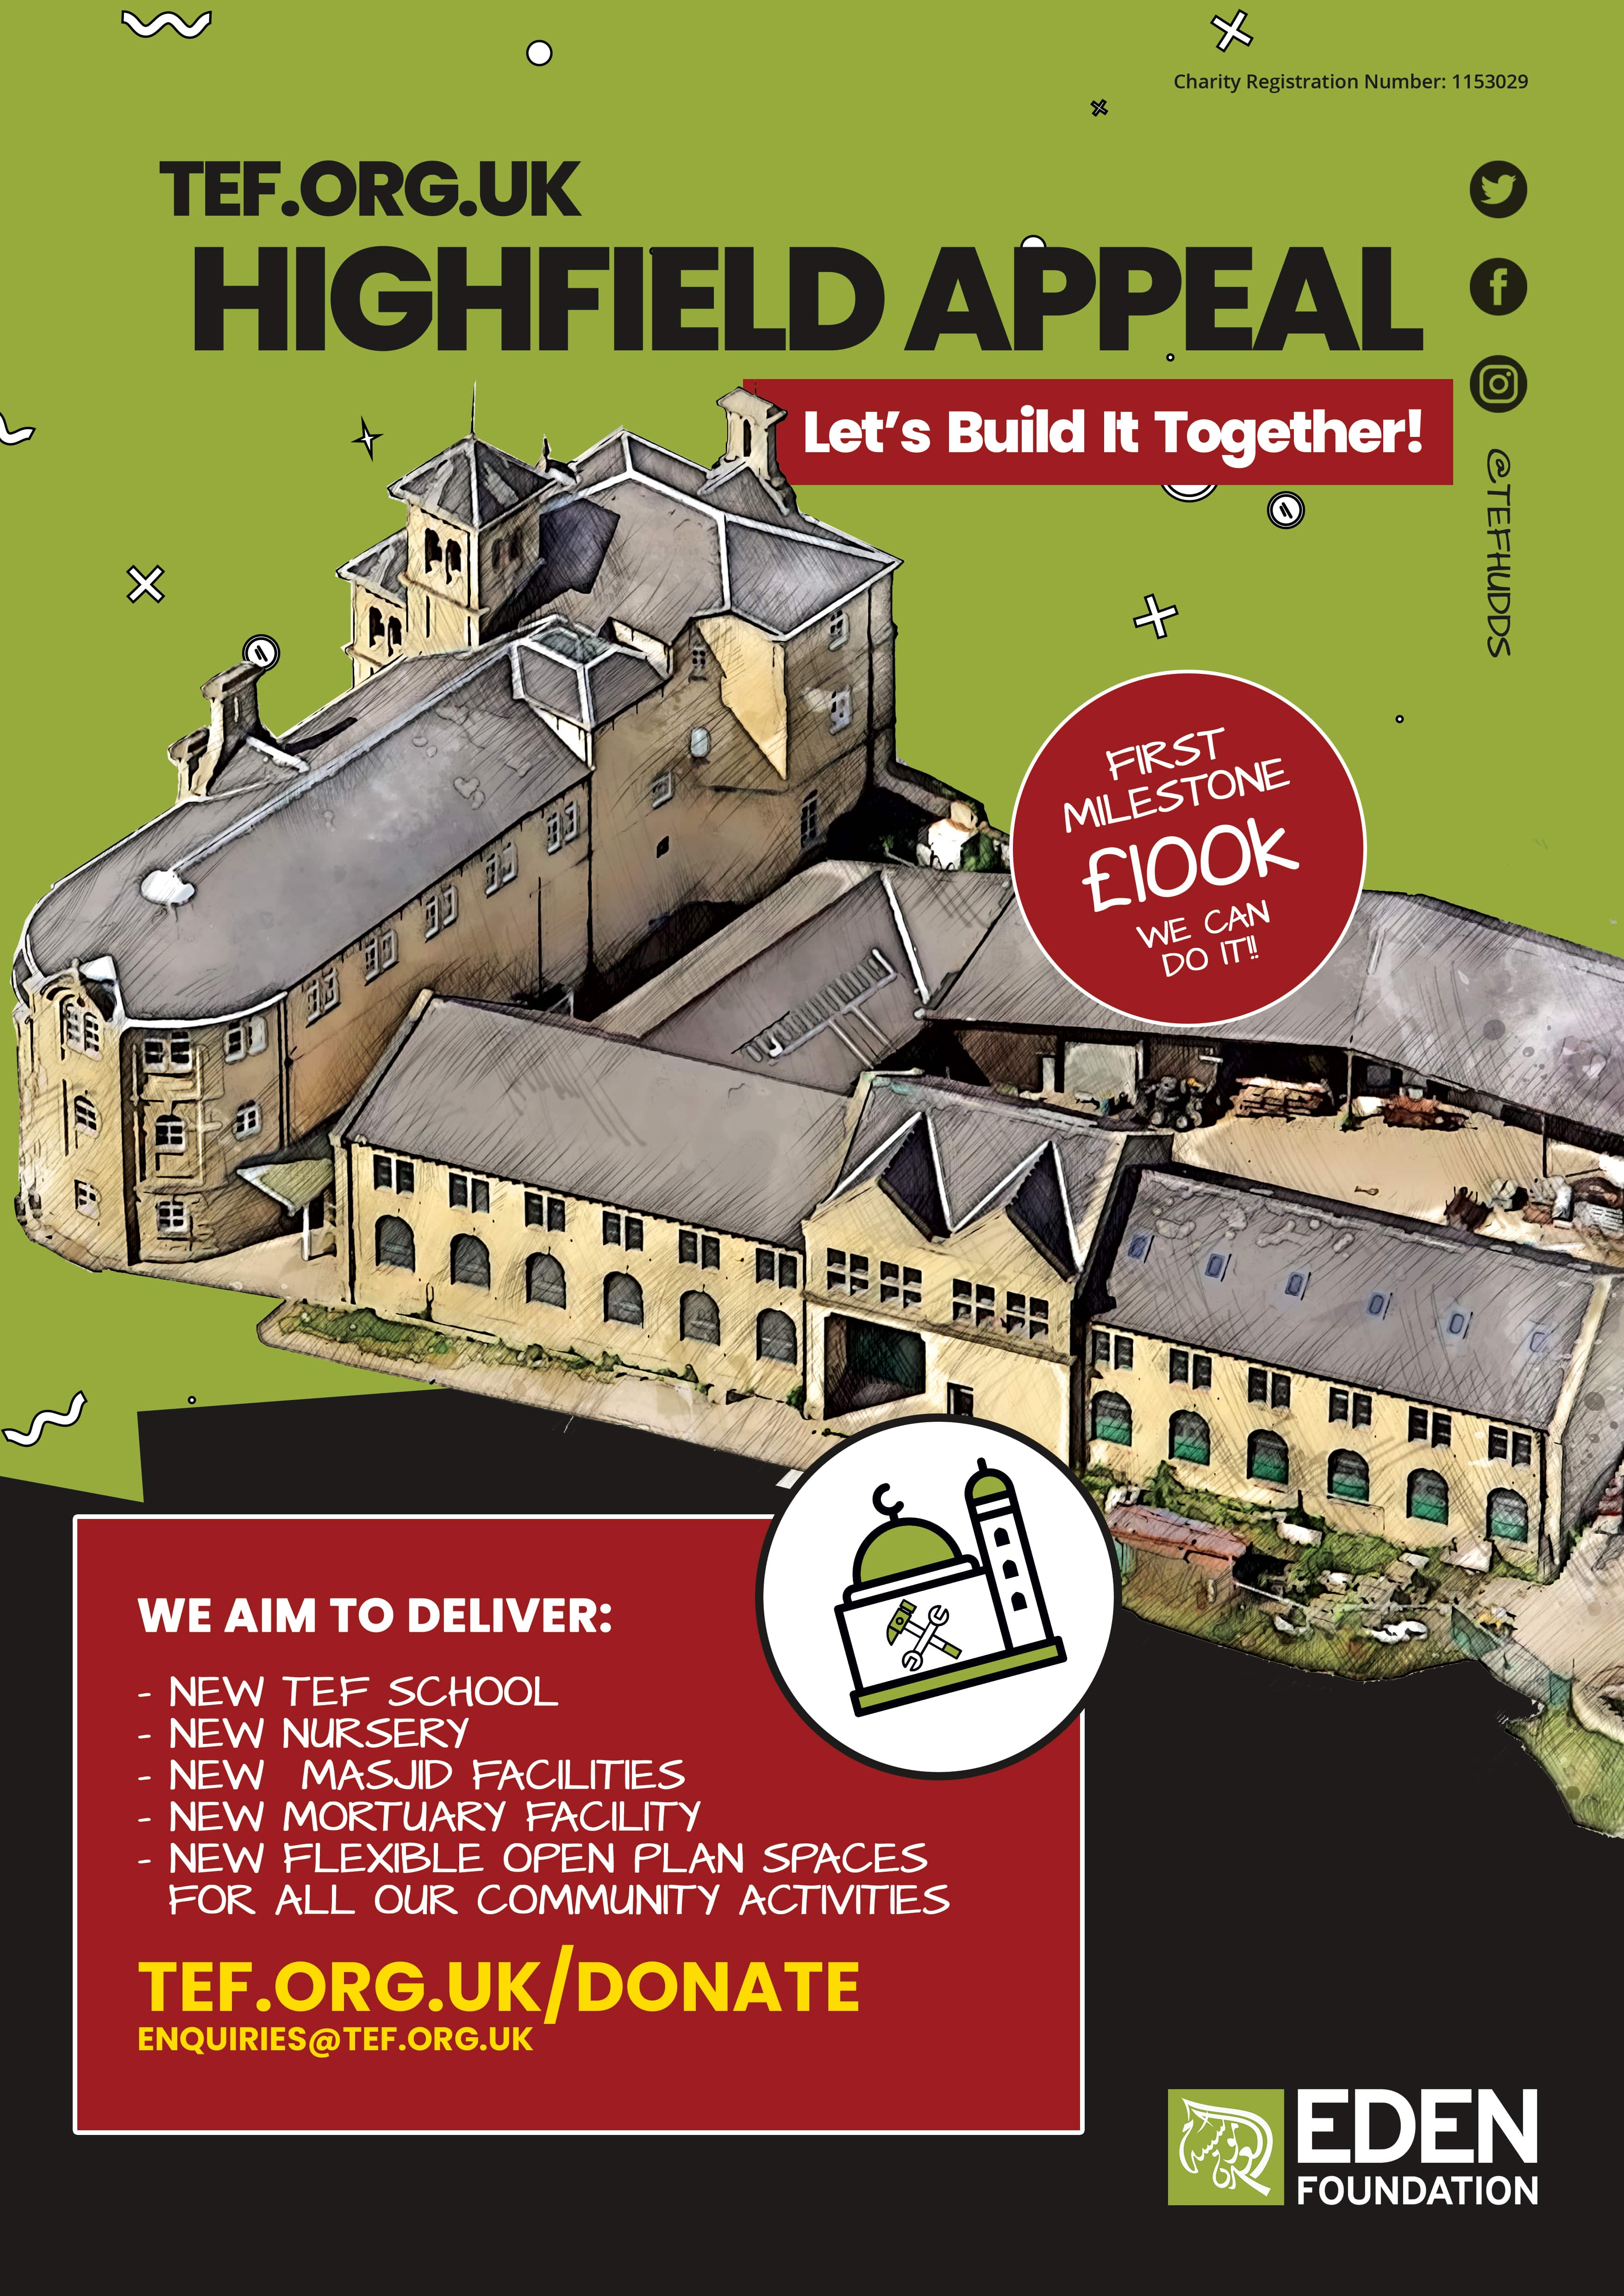 Charity Registration Number: 1153029
TEF.ORG.UK
HIGHFIELD APPEAL
Let's Build It Together!
@TEFHUDDS
FIRST
MILESTONE
£100K
WE CAN
DO IT!!
WE AIM TO DELIVER:
- NEW TEF SCHOOL
- NEW NURSERY
- NEW MASJID FACILITIES
- NEW MORTUARY FACILITY
- NEW FLEXIBLE OPEN PLAN SPACES
FOR ALL OUR COMMUNITY ACTIVITIES
TEF.ORG.UK/DONATE
ENQUIRIES@TEF.ORG.UK
EDEN
FOUNDATION